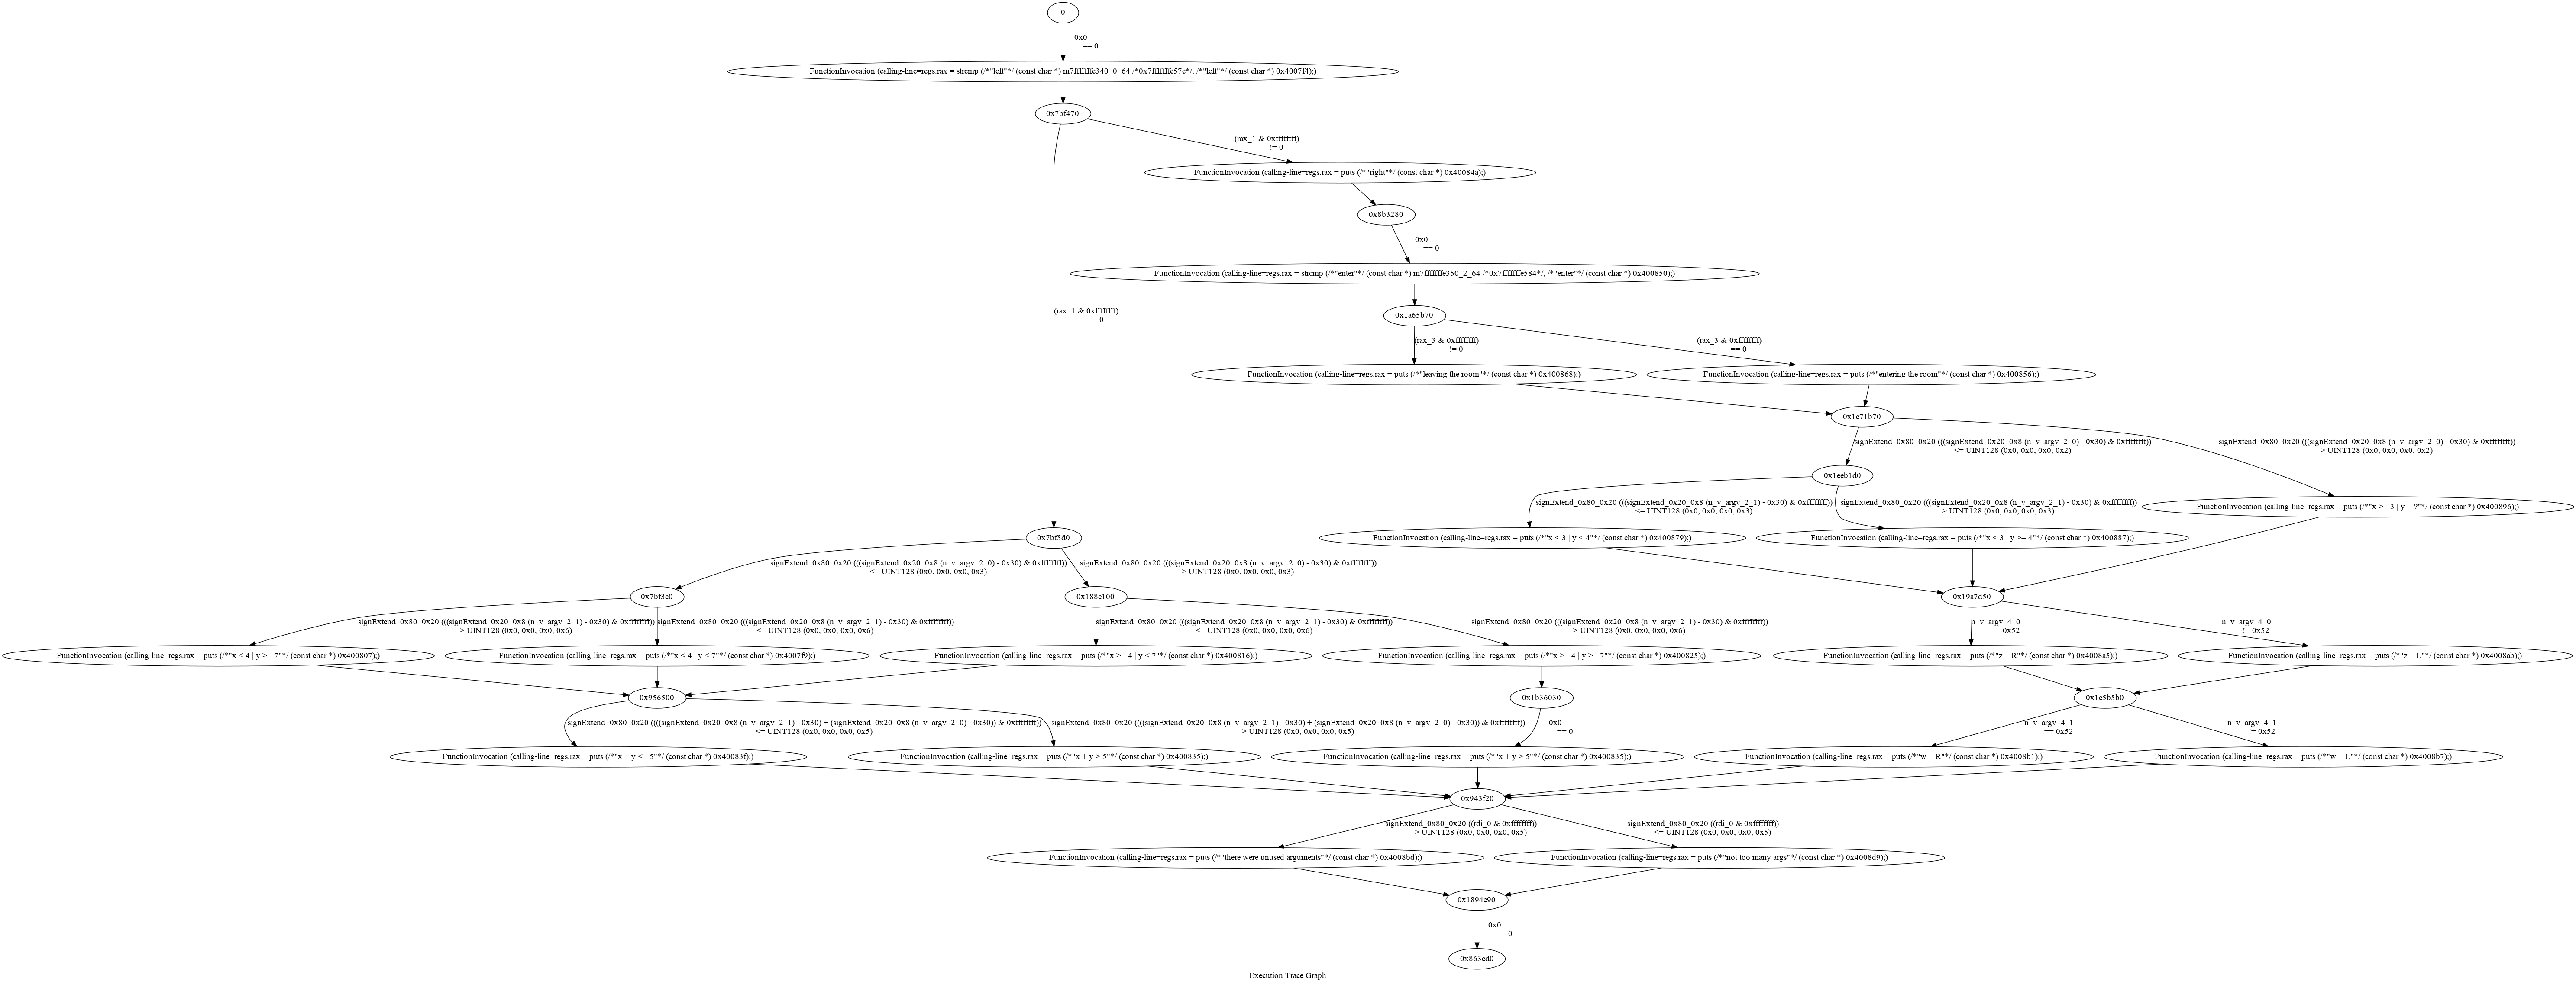 0
0x0
== 0
FunctionInvocation (calling-line=regs.rax = strcmp (/*"left"*/ (const char *) m7fffffffe340_0_64 /*0x7fffffffe57c*/, /*"left"*/ (const char *) 0x4007f4);)
0x7bf470
(rax_1 & 0xffffffff)
!= 0
FunctionInvocation (calling-line=regs.rax = puts (/*"right"*/ (const char *) 0x40084a);)
0x8b3280
0x0
== 0
FunctionInvocation (calling-line=regs.rax = strcmp (/*"enter"*/ (const char *) m7fffffffe350_2_64 /*0x7fffffffe584*/, /*"enter"*/ (const char *) 0x400850);)
(rax_1 & 0xffffffff)
== 0
0x1a65b70
(rax_3 & 0xffffffff)
!= 0
(rax_3 & 0xffffffff)
== 0
FunctionInvocation (calling-line=regs.rax = puts (/*"leaving the room"*/ (const char *) 0x400868);)
FunctionInvocation (calling-line=regs.rax = puts (/*"entering the room"*/ (const char *) 0x400856);)
0x1c71b70
signExtend_0x80_0x20 (((signExtend_0x20_0x8 (n_v_argv_2_0) - 0x30) & 0xffffffff))
<= UINT128 (0x0, 0x0, 0x0, 0x2)
signExtend_0x80_0x20 (((signExtend_0x20_0x8 (n_v_argv_2_0) - 0x30) & 0xffffffff))
> UINT128 (0x0, 0x0, 0x0, 0x2)
0x1eeb1d0
signExtend_0x80_0x20 (((signExtend_0x20_0x8 (n_v_argv_2_1) - 0x30) & 0xffffffff))
<= UINT128 (0x0, 0x0, 0x0, 0x3)
signExtend_0x80_0x20 (((signExtend_0x20_0x8 (n_v_argv_2_1) - 0x30) & 0xffffffff))
> UINT128 (0x0, 0x0, 0x0, 0x3)
FunctionInvocation (calling-line=regs.rax = puts (/*"x >= 3 | y = ?"*/ (const char *) 0x400896);)
0x7bf5d0
FunctionInvocation (calling-line=regs.rax = puts (/*"x < 3 | y < 4"*/ (const char *) 0x400879);)
FunctionInvocation (calling-line=regs.rax = puts (/*"x < 3 | y >= 4"*/ (const char *) 0x400887);)
signExtend_0x80_0x20 (((signExtend_0x20_0x8 (n_v_argv_2_0) - 0x30) & 0xffffffff))
<= UINT128 (0x0, 0x0, 0x0, 0x3)
signExtend_0x80_0x20 (((signExtend_0x20_0x8 (n_v_argv_2_0) - 0x30) & 0xffffffff))
> UINT128 (0x0, 0x0, 0x0, 0x3)
0x7bf3c0
0x188e100
0x19a7d50
signExtend_0x80_0x20 (((signExtend_0x20_0x8 (n_v_argv_2_1) - 0x30) & 0xffffffff))
> UINT128 (0x0, 0x0, 0x0, 0x6)
signExtend_0x80_0x20 (((signExtend_0x20_0x8 (n_v_argv_2_1) - 0x30) & 0xffffffff))
<= UINT128 (0x0, 0x0, 0x0, 0x6)
signExtend_0x80_0x20 (((signExtend_0x20_0x8 (n_v_argv_2_1) - 0x30) & 0xffffffff))
<= UINT128 (0x0, 0x0, 0x0, 0x6)
signExtend_0x80_0x20 (((signExtend_0x20_0x8 (n_v_argv_2_1) - 0x30) & 0xffffffff))
> UINT128 (0x0, 0x0, 0x0, 0x6)
n_v_argv_4_0
== 0x52
n_v_argv_4_0
!= 0x52
FunctionInvocation (calling-line=regs.rax = puts (/*"x < 4 | y >= 7"*/ (const char *) 0x400807);)
FunctionInvocation (calling-line=regs.rax = puts (/*"x < 4 | y < 7"*/ (const char *) 0x4007f9);)
FunctionInvocation (calling-line=regs.rax = puts (/*"x >= 4 | y < 7"*/ (const char *) 0x400816);)
FunctionInvocation (calling-line=regs.rax = puts (/*"x >= 4 | y >= 7"*/ (const char *) 0x400825);)
FunctionInvocation (calling-line=regs.rax = puts (/*"z = R"*/ (const char *) 0x4008a5);)
FunctionInvocation (calling-line=regs.rax = puts (/*"z = L"*/ (const char *) 0x4008ab);)
0x956500
0x1b36030
0x1e5b5b0
signExtend_0x80_0x20 ((((signExtend_0x20_0x8 (n_v_argv_2_1) - 0x30) + (signExtend_0x20_0x8 (n_v_argv_2_0) - 0x30)) & 0xffffffff))
<= UINT128 (0x0, 0x0, 0x0, 0x5)
signExtend_0x80_0x20 ((((signExtend_0x20_0x8 (n_v_argv_2_1) - 0x30) + (signExtend_0x20_0x8 (n_v_argv_2_0) - 0x30)) & 0xffffffff))
> UINT128 (0x0, 0x0, 0x0, 0x5)
0x0
== 0
n_v_argv_4_1
== 0x52
n_v_argv_4_1
!= 0x52
FunctionInvocation (calling-line=regs.rax = puts (/*"x + y <= 5"*/ (const char *) 0x40083f);)
FunctionInvocation (calling-line=regs.rax = puts (/*"x + y > 5"*/ (const char *) 0x400835);)
FunctionInvocation (calling-line=regs.rax = puts (/*"x + y > 5"*/ (const char *) 0x400835);)
FunctionInvocation (calling-line=regs.rax = puts (/*"w = R"*/ (const char *) 0x4008b1);)
FunctionInvocation (calling-line=regs.rax = puts (/*"w = L"*/ (const char *) 0x4008b7);)
0x943f20
signExtend_0x80_0x20 ((rdi_0 & 0xffffffff))
> UINT128 (0x0, 0x0, 0x0, 0x5)
signExtend_0x80_0x20 ((rdi_0 & 0xffffffff))
<= UINT128 (0x0, 0x0, 0x0, 0x5)
FunctionInvocation (calling-line=regs.rax = puts (/*"there were unused arguments"*/ (const char *) 0x4008bd);)
FunctionInvocation (calling-line=regs.rax = puts (/*"not too many args"*/ (const char *) 0x4008d9);)
0x1894e90
0x0
== 0
0x863ed0
Execution Trace Graph